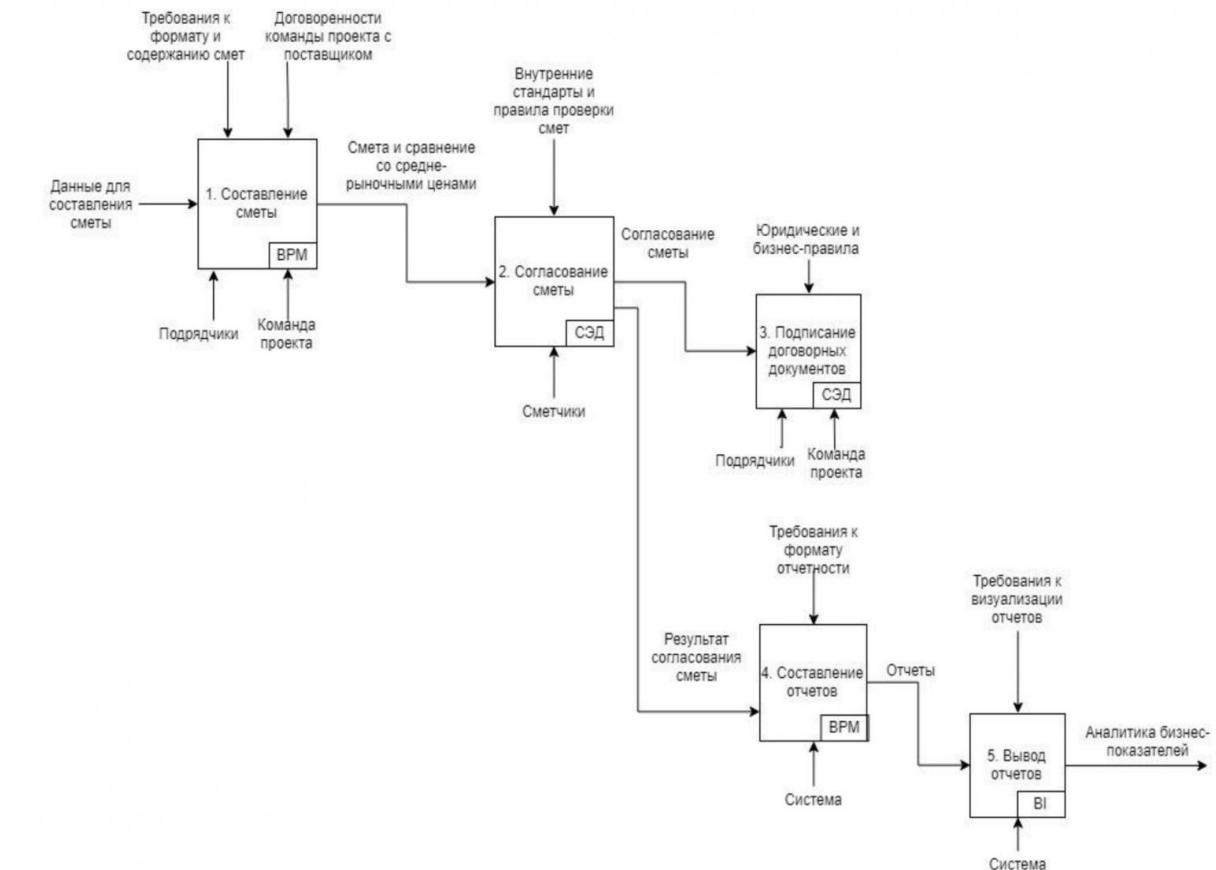 Требования к
формату и
содержанию смет
Договоренности
команды проекта с
поставщиком
Данные для
составления
сметы
1. Составление
сметы
BPM
Подрядчики
Команда
проекта
Смета и сравнение
со средне-
рыночными ценами
Внутренние
стандарты и
правила проверки
смет
2. Согласование
сметы
СЭД
Сметчики
Согласование
сметы
Юридические и
бизнес-правила
3. Подписание
договорных
документов
СЭД
Подрядчики
Команда
проекта
Результат
согласования
сметы
Требования к
формату
отчетности
4. Составление
отчетов
BPM
Система
Отчеты
Требования к
визуализации
отчетов
5. Вывод
отчетов
BI
Система
Аналитика бизнес-
показателей